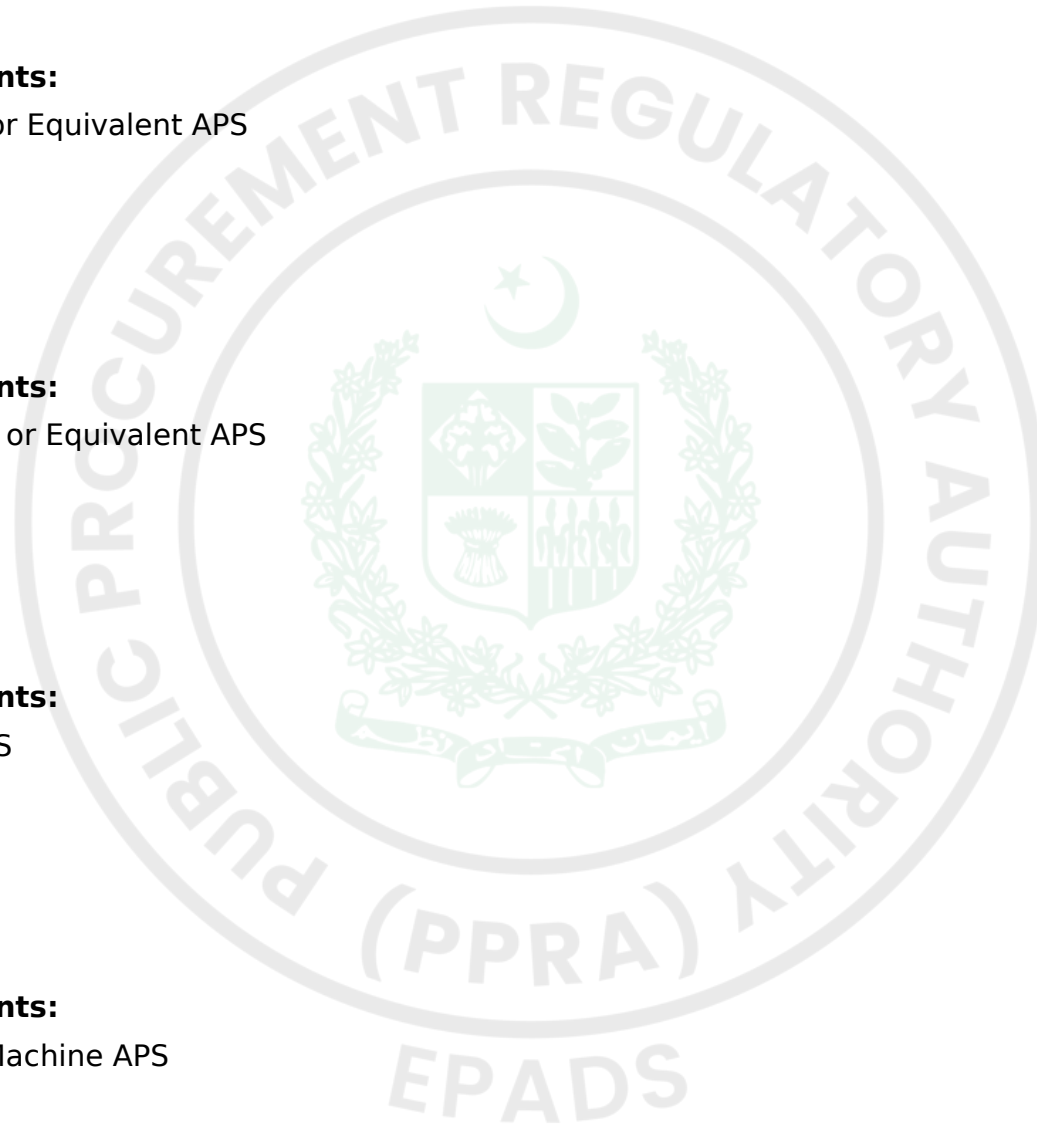 nts:
or Equivalent APS
nts:
or Equivalent APS
nts:
S
nts:
Machine APS
PUBLIC PROCUREMENT REGULATORY AUTHORITY
(PPRA)
EPADS